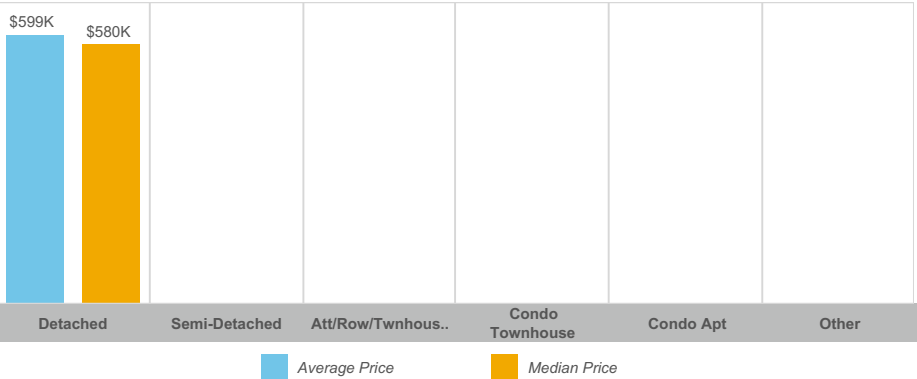 $599K
$580K
Detached
Semi-Detached
Att/Row/Twnhous..
Condo
Townhouse
Condo Apt
Other
Average Price
Median Price